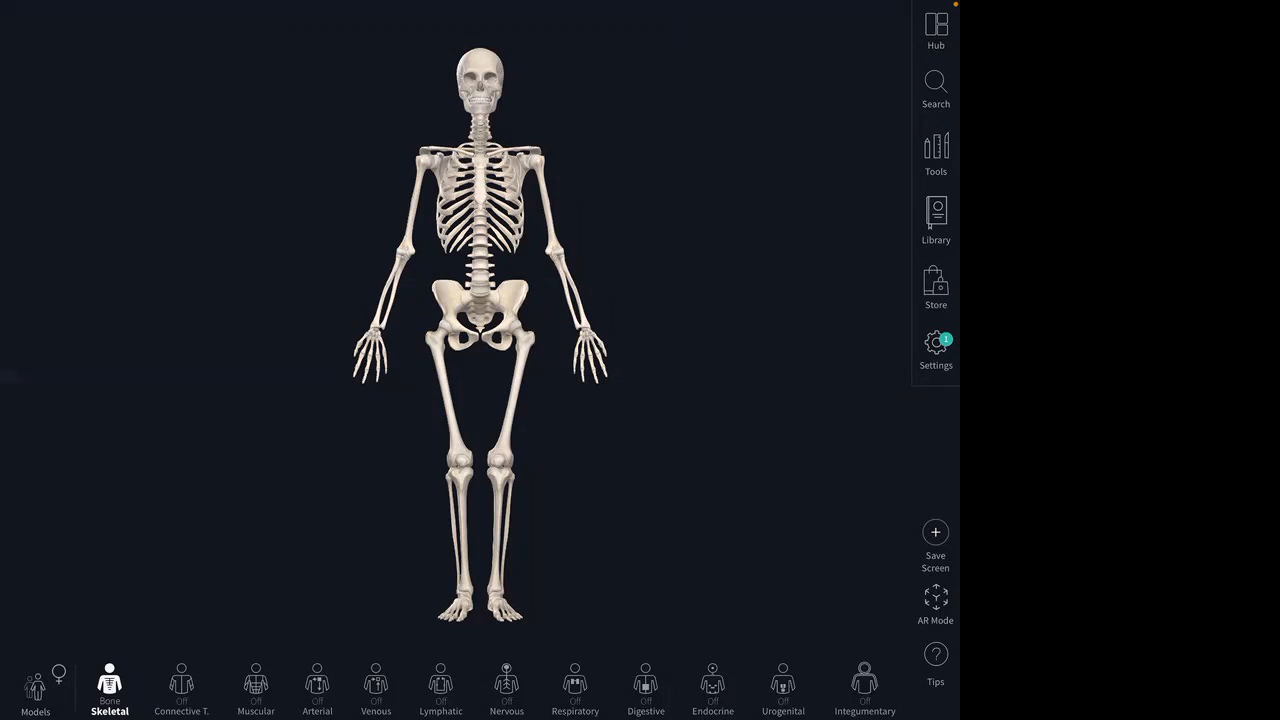 Hub
Search
Tools
Library
Store
1
Settings
+
Save
Screen
AR Mode
?
Tips
Models
Bone
Skeletal
Off
Connective T.
Off
Muscular
Off
Arterial
Off
Venous
Off
Lymphatic
Off
Nervous
Off
Respiratory
Off
Digestive
Off
Endocrine
Off
Urogenital
Off
Integumentary